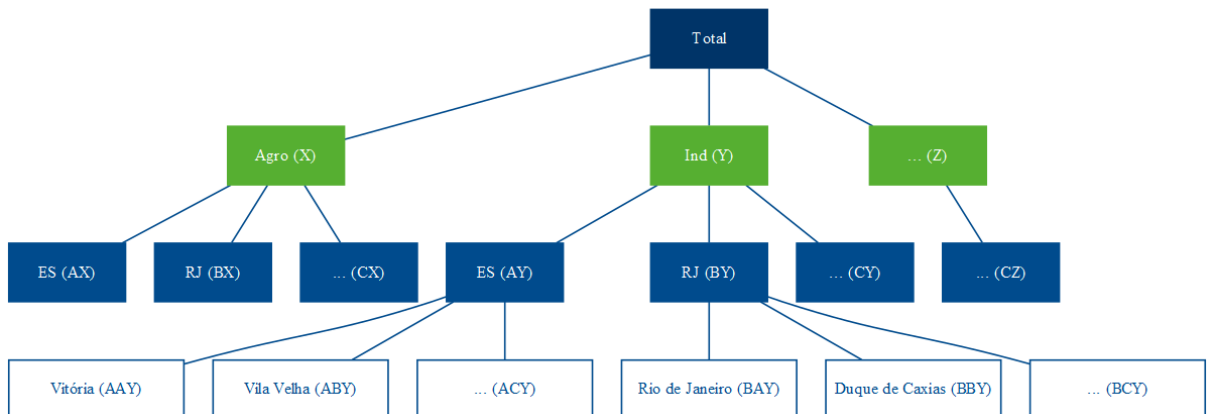 Total
Agro (X)
Ind (Y)
... (Z)
ES (AX)
RJ (BX)
... (CX)
ES (AY)
RJ (BY)
... (CY)
... (CZ)
Vitória (AAY)
Vila Velha (ABY)
... (ACY)
Rio de Janeiro (BAY)
Duque de Caxias (BBY)
... (BCY)